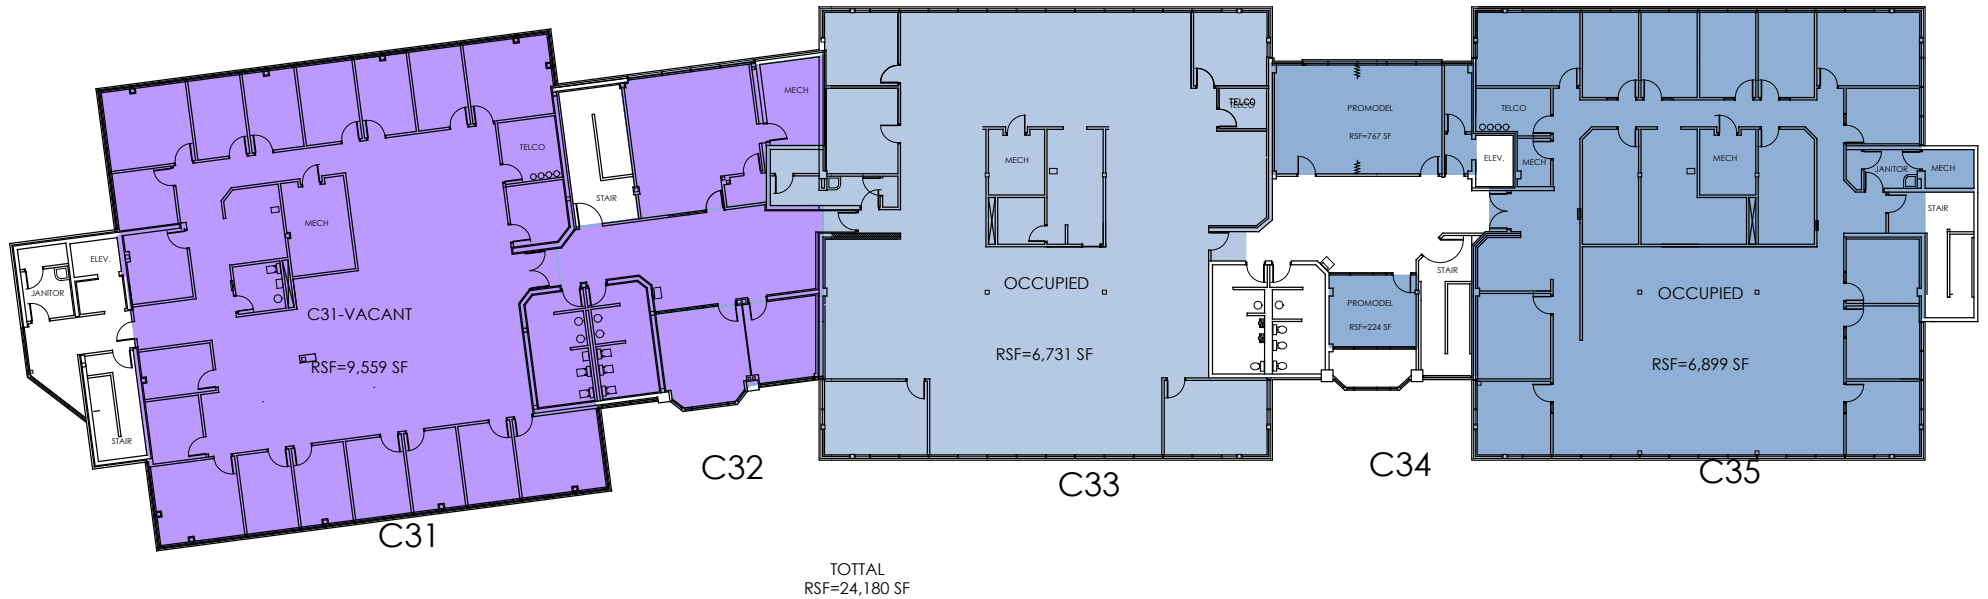 MECH
TELCO
STAIR
MECH
ELEV.
JANITOR
C31-VACANT
RSF=9,559 SF
STAIR
C31
C32
TELCO
TELCO
MECH
OCCUPIED
RSF=6,731 SF
C33
PROMODEL
RSF=767 SF
STAIR
PROMODEL
RSF=224 SF
C34
TELCO
ELEV.
MECH
MECH
JANITOR
MECH
STAIR
OCCUPIED
RSF=6,899 SF
C35
TOTTAL
RSF=24,180 SF